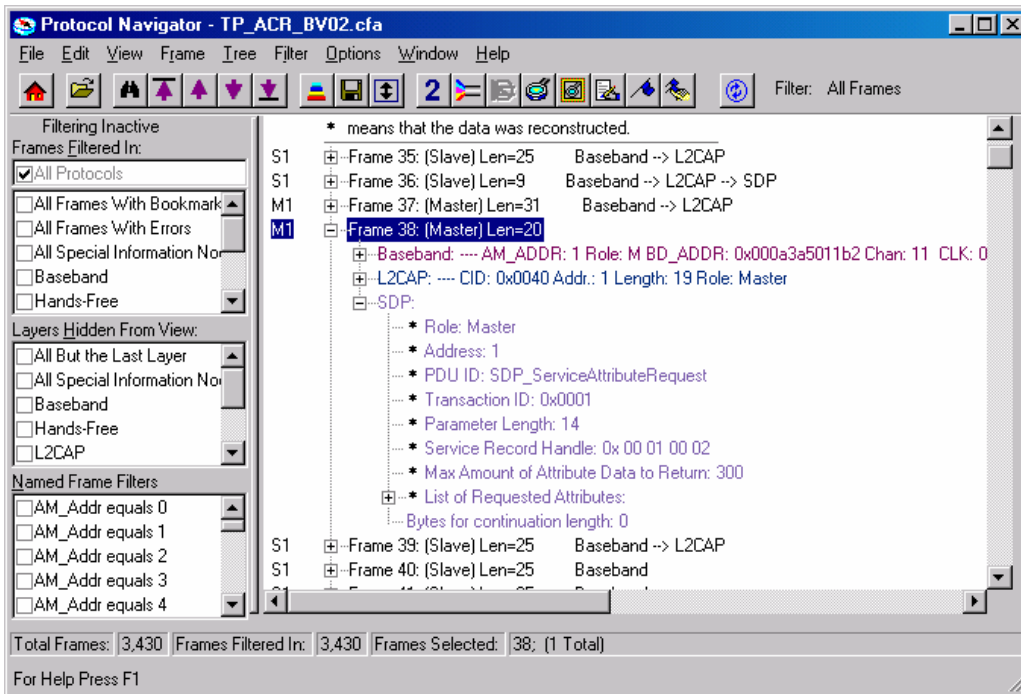 Protocol Navigator - TP_ACR_BV02.cfa
File Edit View Frame Tree Filter Options Window Help
2 Filter: All Frames
Filtering Inactive
Frames Filtered In:
All Protocols
All Frames With Bookmark
All Frames With Errors
All Special Information No
Baseband
Hands-Free
Layers Hidden From View:
All But the Last Layer
All Special Information No
Baseband
Hands-Free
L2CAP
Named Frame Filters
AM_Addr equals 0
AM_Addr equals 1
AM_Addr equals 2
AM_Addr equals 3
AM_Addr equals 4
* means that the data was reconstructed.
S1 Frame 35: (Slave) Len=25 Baseband --> L2CAP
S1 Frame 36: (Slave) Len=9 Baseband --> L2CAP --> SDP
M1 Frame 37: (Master) Len=31 Baseband --> L2CAP
M1 Frame 38: (Master) Len=20
Baseband: ---- AM_ADDR: 1 Role: M BD_ADDR: 0x000a3a5011b2 Chan: 11 CLK: 0
L2CAP: ---- CID: 0x0040 Addr.: 1 Length: 19 Role: Master
SDP:
* Role: Master
* Address: 1
* PDU ID: SDP_ServiceAttributeRequest
* Transaction ID: 0x0001
* Parameter Length: 14
* Service Record Handle: 0x 00 01 00 02
* Max Amount of Attribute Data to Return: 300
* List of Requested Attributes:
Bytes for continuation length: 0
S1 Frame 39: (Slave) Len=25 Baseband --> L2CAP
S1 Frame 40: (Slave) Len=25 Baseband
Total Frames: 3,430 Frames Filtered In: 3,430 Frames Selected: 38; (1 Total)
For Help Press F1